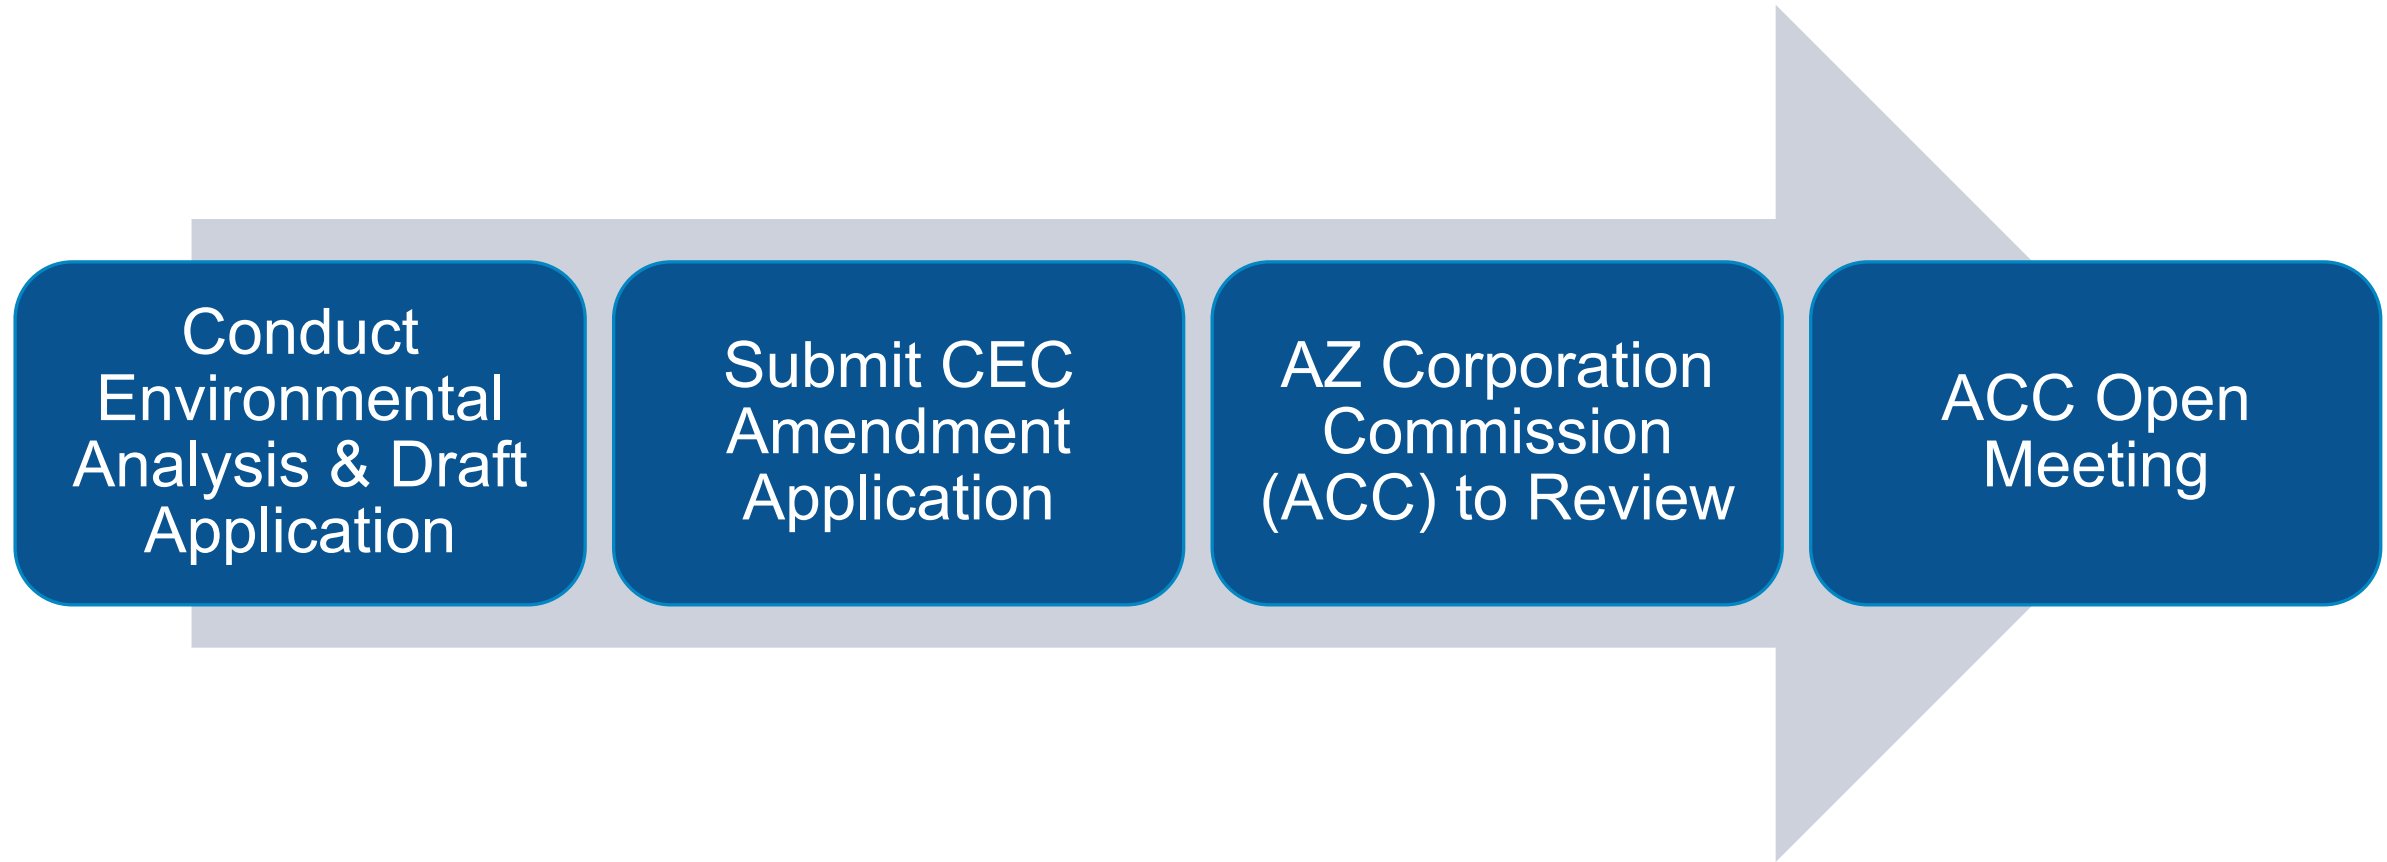 Conduct
Environmental
Analysis & Draft
Application
Submit CEC
Amendment
Application
AZ Corporation
Commission
(ACC) to Review
ACC Open
Meeting